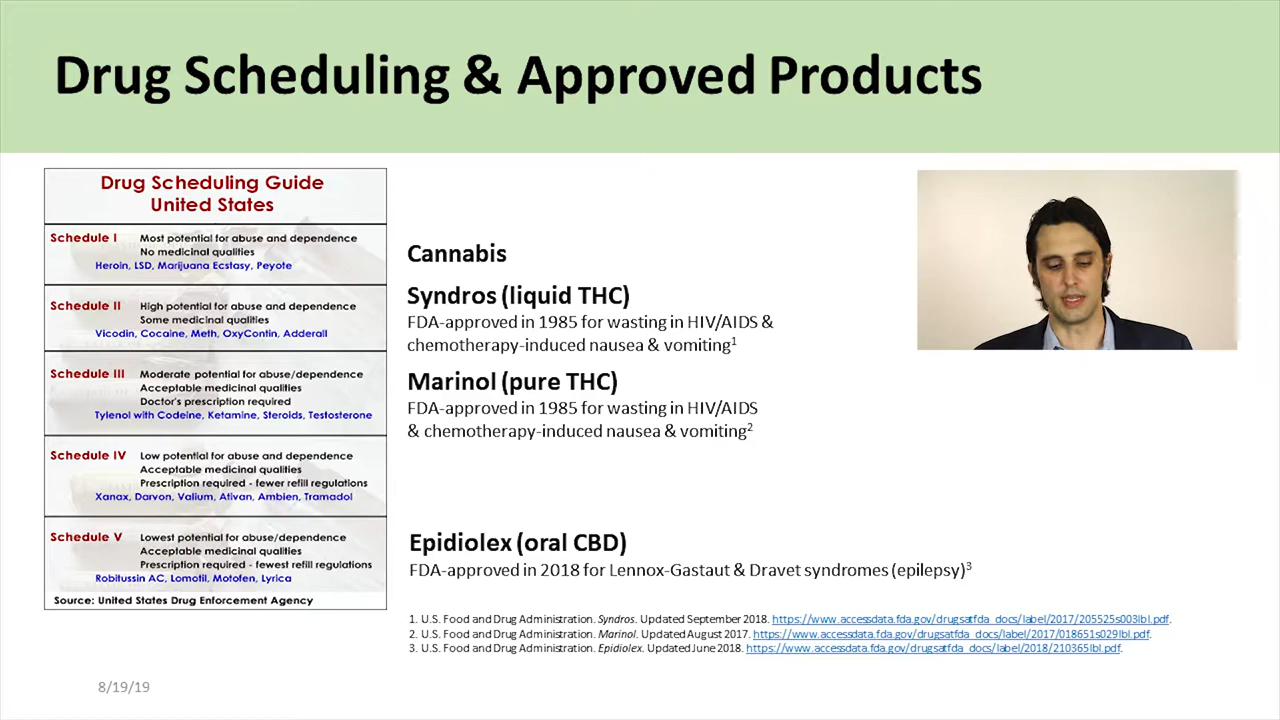 Drug Scheduling & Approved Products
Drug Scheduling Guide
United States
Schedule I Most potential for abuse and dependence
No medicinal qualities
Heroin, LSD, Marijuana Ecstasy, Peyote
Schedule II High potential for abuse and dependence
Some medicinal qualities
Vicodin, Cocaine, Meth, OxyContin, Adderall
Schedule III Moderate potential for abuse/dependence
Acceptable medicinal qualities
Doctor's prescription required
Tylenol with Codeine, Ketamine, Steroids, Testosterone
Schedule IV Low potential for abuse and dependence
Acceptable medicinal qualities
Prescription required - fewer refill regulations
Xanax, Darvon, Valium, Ativan, Ambien, Tramadol
Schedule V Lowest potential for abuse/dependence
Acceptable medicinal qualities
Prescription required - fewest refill regulations
Robitussin AC, Lomotil, Motofen, Lyrica
Source: United States Drug Enforcement Agency
Cannabis
Syndros (liquid THC)
FDA-approved in 1985 for wasting in HIV/AIDS &
chemotherapy-induced nausea & vomiting1
Marinol (pure THC)
FDA-approved in 1985 for wasting in HIV/AIDS
& chemotherapy-induced nausea & vomiting2
Epidiolex (oral CBD)
FDA-approved in 2018 for Lennox-Gastaut & Dravet syndromes (epilepsy)3
1. U.S. Food and Drug Administration. Syndros. Updated September 2018. https://www.accessdata.fda.gov/drugsatfda_docs/label/2017/205525s003lbl.pdf.
2. U.S. Food and Drug Administration. Marinol. Updated August 2017. https://www.accessdata.fda.gov/drugsatfda_docs/label/2017/018651s029lbl.pdf.
3. U.S. Food and Drug Administration. Epidiolex. Updated June 2018. https://www.accessdata.fda.gov/drugsatfda_docs/label/2018/210365lbl.pdf.
8/19/19